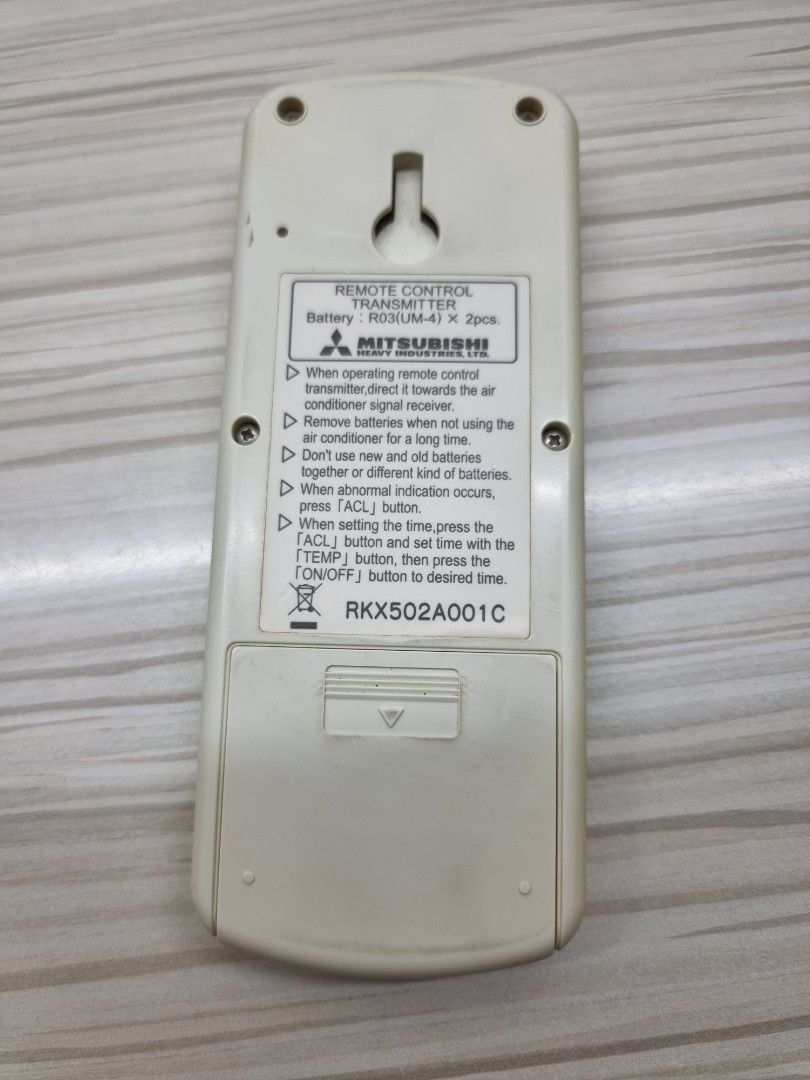 REMOTE CONTROL
TRANSMITTER
Battery : R03(UM-4) × 2pcs.
MITSUBISHI
HEAVY INDUSTRIES, LTD.
▷ When operating remote control
transmitter,direct it towards the air
conditioner signal receiver.
▷ Remove batteries when not using the
air conditioner for a long time.
▷ Don't use new and old batteries
together or different kind of batteries.
▷ When abnormal indication occurs,
press 「ACL」 button.
▷ When setting the time,press the
「ACL」 button and set time with the
「TEMP」 button, then press the
「ON/OFF」 button to desired time.
RKX502A001C